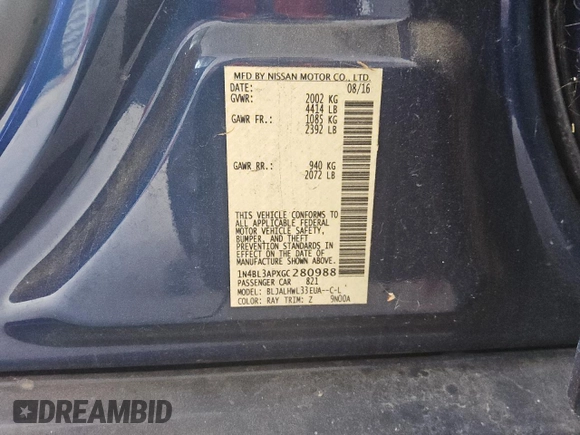 MFD BY NISSAN MOTOR CO., LTD.
DATE: 08/16
GVWR: 2002 KG
4414 LB
GAWR FR.: 1085 KG
2392 LB
GAWR RR.: 940 KG
2072 LB
THIS VEHICLE CONFORMS TO
ALL APPLICABLE FEDERAL
MOTOR VEHICLE SAFETY,
BUMPER, AND THEFT
PREVENTION STANDARDS IN
EFFECT ON THE DATE OF
MANUFACTURE SHOWN ABOVE.
1N4BL3APXGC280988
PASSENGER CAR 821
MODEL: BLJALHWL33EUA--C-L
COLOR: RAY TRIM: Z 9N00A
DREAMBID